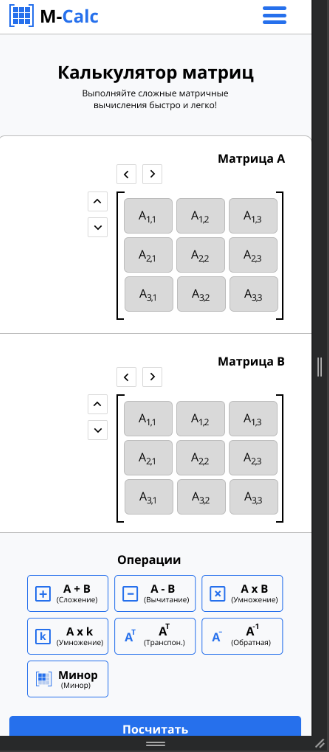 M-Calc
Калькулятор матриц
Выполняйте сложные матричные
вычисления быстро и легко!
Матрица A
A1,1 A1,2 A1,3
A2,1 A2,2 A2,3
A3,1 A3,2 A3,3
Матрица B
A1,1 A1,2 A1,3
A2,1 A2,2 A2,3
A3,1 A3,2 A3,3
Операции
+ A + B (Сложение)
− A - B (Вычитание)
× A x B (Умножение)
k A x k (Умножение)
Aᵀ Aᵀ (Транспон.)
A⁻ A⁻¹ (Обратная)
Минор (Минор)
Посчитать